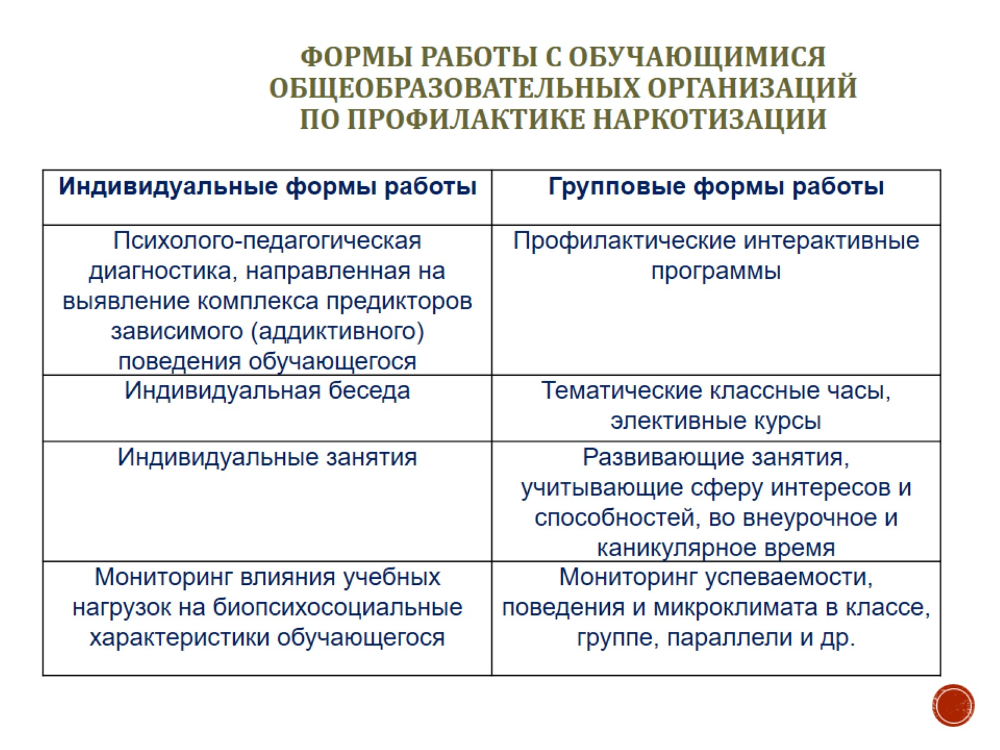 ФОРМЫ РАБОТЫ С ОБУЧАЮЩИМИСЯ
ОБЩЕОБРАЗОВАТЕЛЬНЫХ ОРГАНИЗАЦИЙ
ПО ПРОФИЛАКТИКЕ НАРКОТИЗАЦИИ
Индивидуальные формы работы
Групповые формы работы
Психолого-педагогическая
диагностика, направленная на
выявление комплекса предикторов
зависимого (аддиктивного)
поведения обучающегося
Профилактические интерактивные
программы
Индивидуальная беседа
Тематические классные часы,
элективные курсы
Индивидуальные занятия
Развивающие занятия,
учитывающие сферу интересов и
способностей, во внеурочное и
каникулярное время
Мониторинг влияния учебных
нагрузок на биопсихосоциальные
характеристики обучающегося
Мониторинг успеваемости,
поведения и микроклимата в классе,
группе, параллели и др.